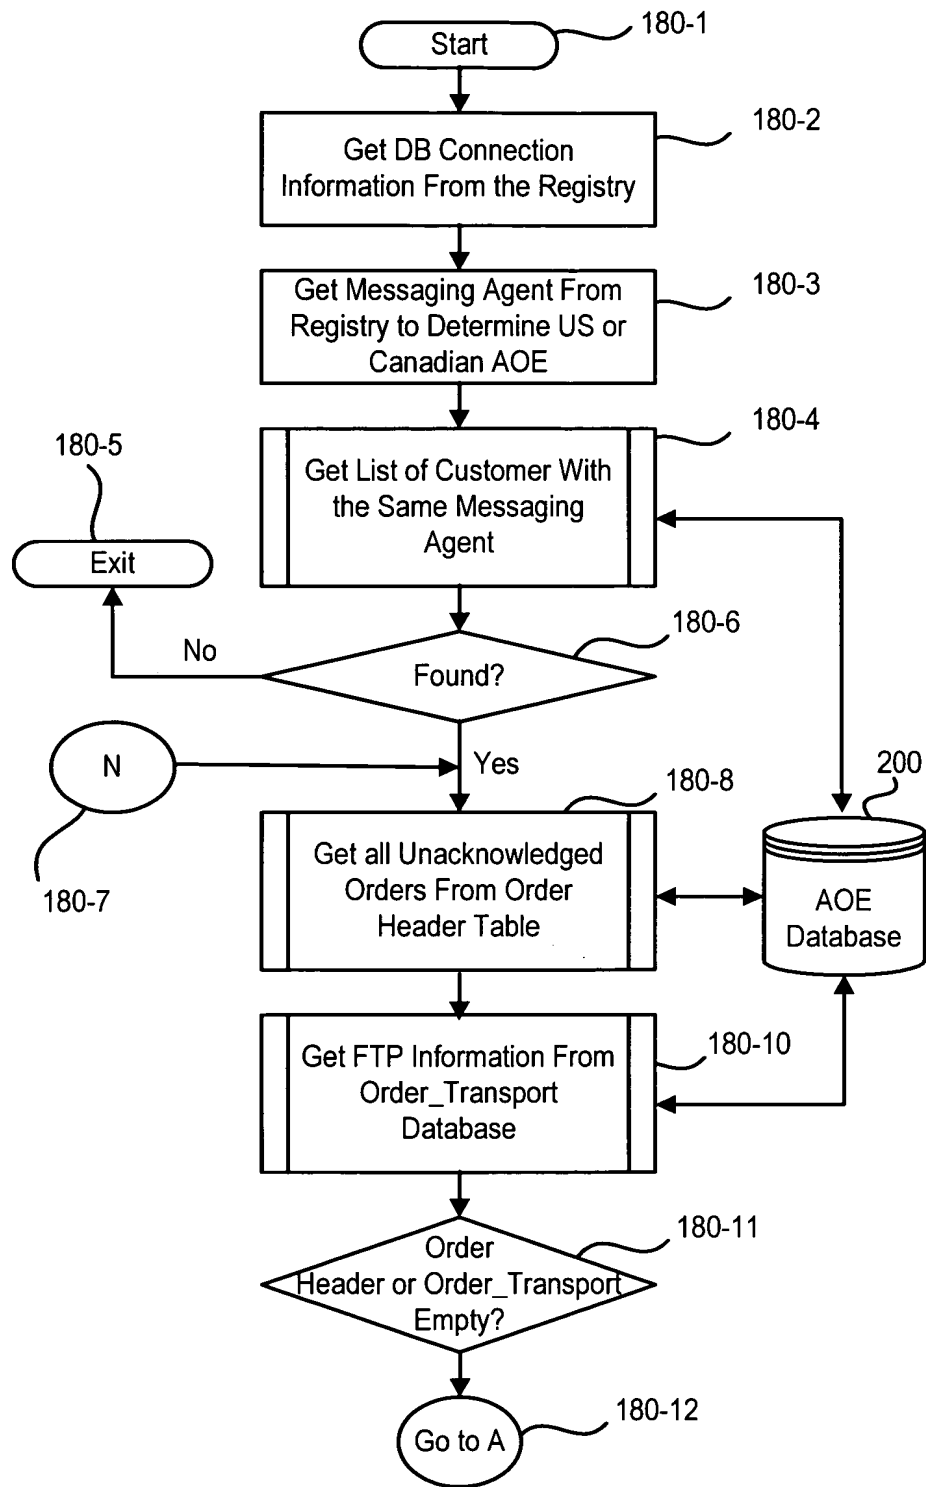 Start
180-1
Get DB Connection
Information From the Registry
180-2
Get Messaging Agent From
Registry to Determine US or
Canadian AOE
180-3
Get List of Customer With
the Same Messaging
Agent
180-4
180-5
Exit
No
Found?
180-6
N
180-7
Yes
Get all Unacknowledged
Orders From Order
Header Table
180-8
200
AOE
Database
Get FTP Information From
Order_Transport
Database
180-10
Order
Header or Order_Transport
Empty?
180-11
Go to A
180-12